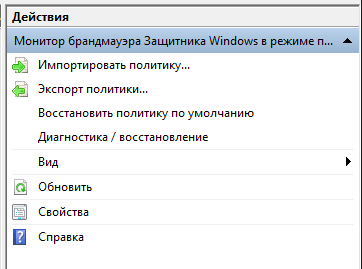 Действия
Монитор брандмауэра Защитника Windows в режиме п...
Импортировать политику...
Экспорт политики...
Восстановить политику по умолчанию
Диагностика / восстановление
Вид
Обновить
Свойства
Справка